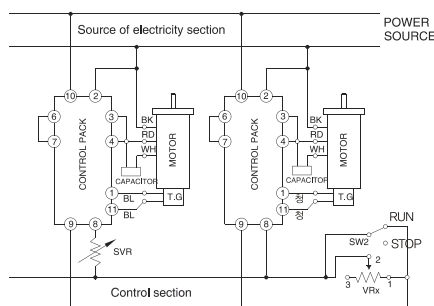 Source of electricity section
POWER
SOURCE
10 2 10 2
6 3 BK 6 3 BK
7 4 RD 7 4 RD
WH WH
CONTROL PACK MOTOR CONTROL PACK MOTOR
CAPACITOR CAPACITOR
1 BL T.G 1 T.G
11 BL 11
9 8 9 8
SVR
RUN
SW2 STOP
2
3 VRx 1
Control section